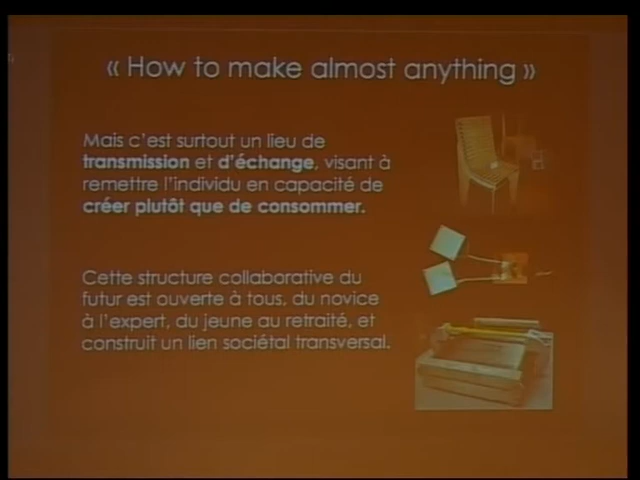 « How to make almost anything »
Mais c'est surtout un lieu de
transmission et d'échange, visant à
remettre l'individu en capacité de
créer plutôt que de consommer.
Cette structure collaborative du
futur est ouverte à tous, du novice
à l'expert, du jeune au retraité, et
construit un lien sociétal transversal.